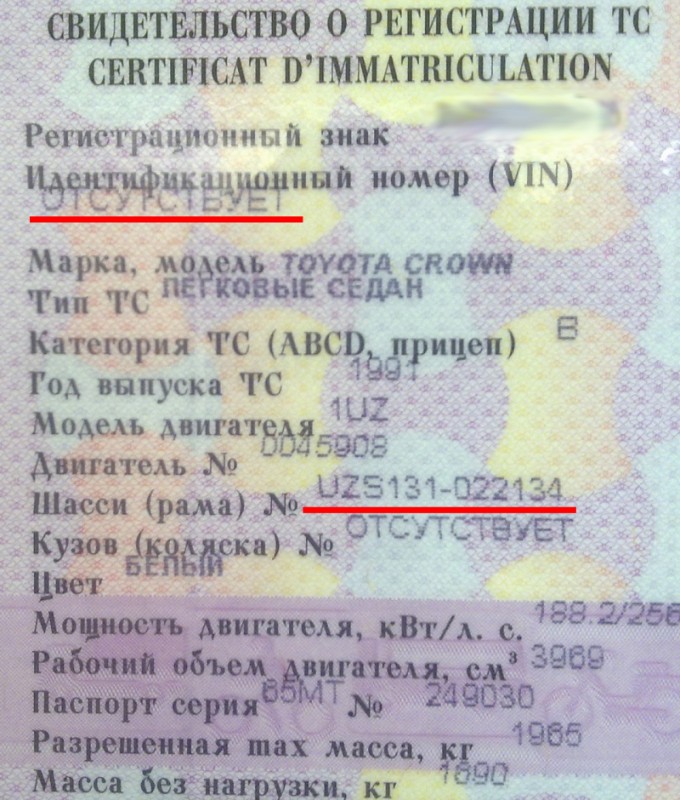 СВИДЕТЕЛЬСТВО О РЕГИСТРАЦИИ ТС
CERTIFICAT D'IMMATRICULATION
Регистрационный знак
Идентификационный номер (VIN)
ОТСУТСТВУЕТ
Марка, модель TOYOTA CROWN
Тип ТС ЛЕГКОВЫЕ СЕДАН
Категория ТС (ABCD, прицеп) B
Год выпуска ТС 1991
Модель двигателя 1UZ
Двигатель № 0045908
Шасси (рама) № UZS131-022134
Кузов (коляска) № ОТСУТСТВУЕТ
Цвет БЕЛЫЙ
Мощность двигателя, кВт/л. с. 188.2/256
Рабочий объем двигателя, см³ 3969
Паспорт серия 65МТ № 249030
Разрешенная max масса, кг 1965
Масса без нагрузки, кг 1690